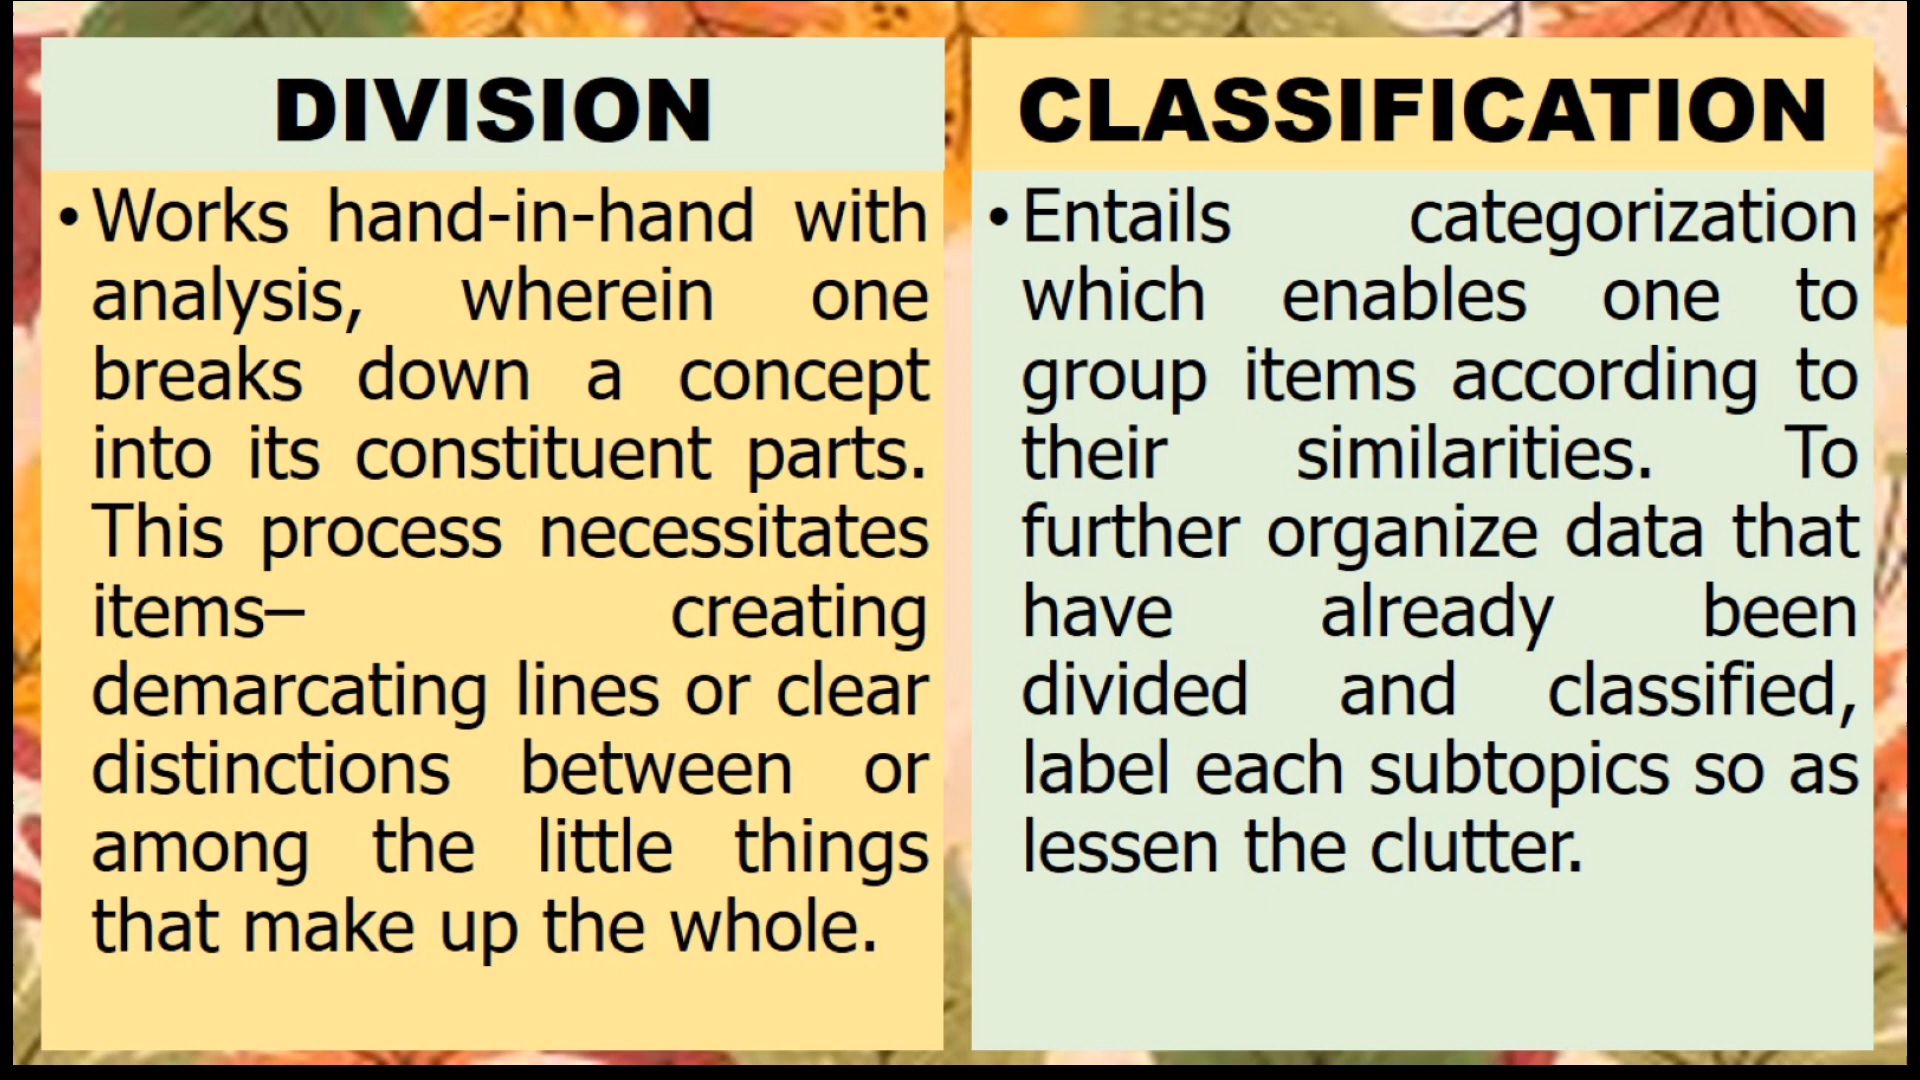 DIVISION
• Works hand-in-hand with
analysis, wherein one
breaks down a concept
into its constituent parts.
This process necessitates
items– creating
demarcating lines or clear
distinctions between or
among the little things
that make up the whole.
CLASSIFICATION
• Entails categorization
which enables one to
group items according to
their similarities. To
further organize data that
have already been
divided and classified,
label each subtopics so as
lessen the clutter.